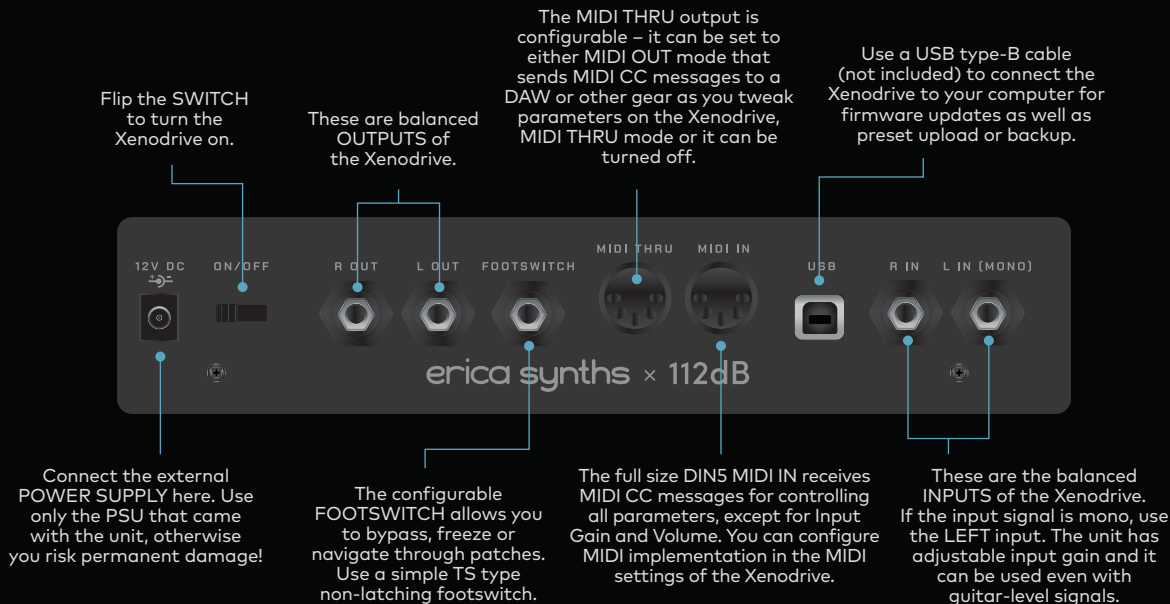 The MIDI THRU output is
configurable – it can be set to
either MIDI OUT mode that
sends MIDI CC messages to a
DAW or other gear as you tweak
parameters on the Xenodrive,
MIDI THRU mode or it can be
turned off.
Use a USB type-B cable
(not included) to connect the
Xenodrive to your computer for
firmware updates as well as
preset upload or backup.
Flip the SWITCH
to turn the
Xenodrive on.
These are balanced
OUTPUTS of
the Xenodrive.
MIDI THRU
MIDI IN
12V DC
+ -
ON/OFF
R OUT
L OUT
FOOTSWITCH
USB
R IN
L IN (MONO)
erica synths × 112dB
Connect the external
POWER SUPPLY here. Use
only the PSU that came
with the unit, otherwise
you risk permanent damage!
The configurable
FOOTSWITCH allows you
to bypass, freeze or
navigate through patches.
Use a simple TS type
non-latching footswitch.
The full size DIN5 MIDI IN receives
MIDI CC messages for controlling
all parameters, except for Input
Gain and Volume. You can configure
MIDI implementation in the MIDI
settings of the Xenodrive.
These are the balanced
INPUTS of the Xenodrive.
If the input signal is mono, use
the LEFT input. The unit has
adjustable input gain and it
can be used even with
guitar-level signals.